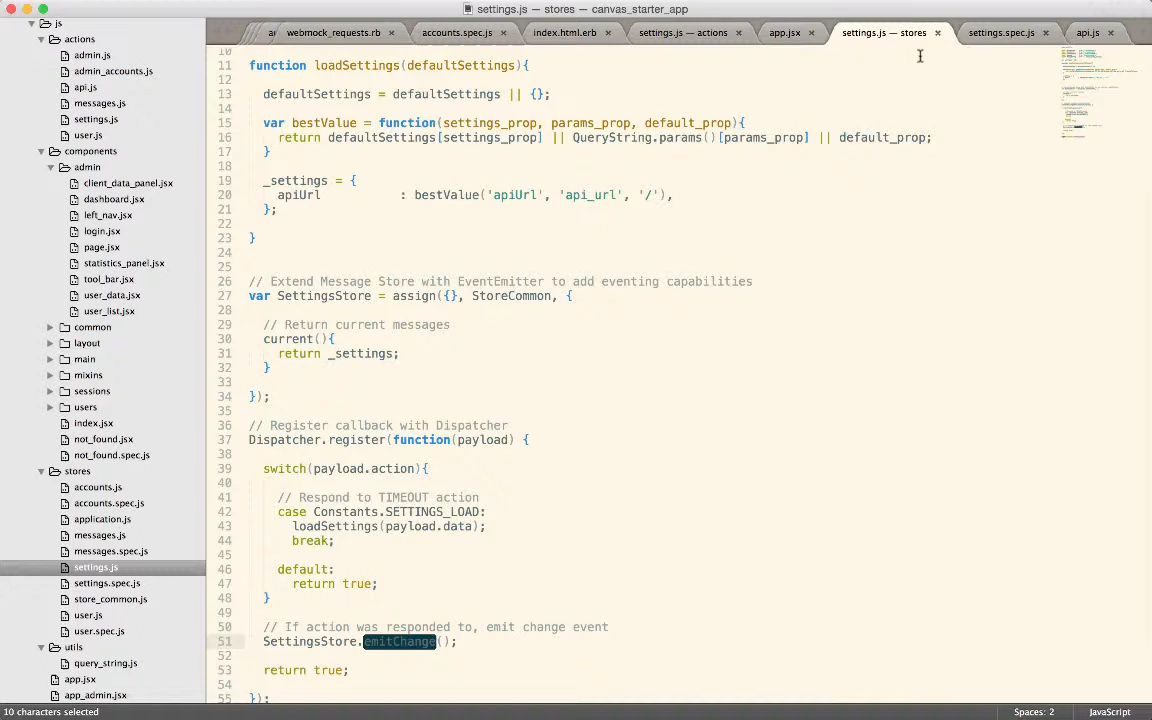 settings.js — stores — canvas_starter_app
js
actions
admin.js
admin_accounts.js
api.js
messages.js
settings.js
user.js
components
admin
client_data_panel.jsx
dashboard.jsx
left_nav.jsx
login.jsx
page.jsx
statistics_panel.jsx
tool_bar.jsx
user_data.jsx
user_list.jsx
common
layout
main
mixins
sessions
users
index.jsx
not_found.jsx
not_found.spec.js
stores
accounts.js
accounts.spec.js
application.js
messages.js
messages.spec.js
settings.js
settings.spec.js
store_common.js
user.js
user.spec.js
utils
query_string.js
app.jsx
app_admin.jsx
webmock_requests.rb × accounts.spec.js × index.html.erb × settings.js — actions × app.jsx × settings.js — stores × settings.spec.js × api.js ×
10
11 function loadSettings(defaultSettings){
12
13 defaultSettings = defaultSettings || {};
14
15 var bestValue = function(settings_prop, params_prop, default_prop){
16 return defaultSettings[settings_prop] || QueryString.params()[params_prop] || default_prop;
17 }
18
19 _settings = {
20 apiUrl : bestValue('apiUrl', 'api_url', '/'),
21 };
22
23 }
24
25
26 // Extend Message Store with EventEmitter to add eventing capabilities
27 var SettingsStore = assign({}, StoreCommon, {
28
29 // Return current messages
30 current(){
31 return _settings;
32 }
33
34 });
35
36 // Register callback with Dispatcher
37 Dispatcher.register(function(payload) {
38
39 switch(payload.action){
40
41 // Respond to TIMEOUT action
42 case Constants.SETTINGS_LOAD:
43 loadSettings(payload.data);
44 break;
45
46 default:
47 return true;
48 }
49
50 // If action was responded to, emit change event
51 SettingsStore.emitChange();
52
53 return true;
54
55 });
10 characters selected
Spaces: 2
JavaScript